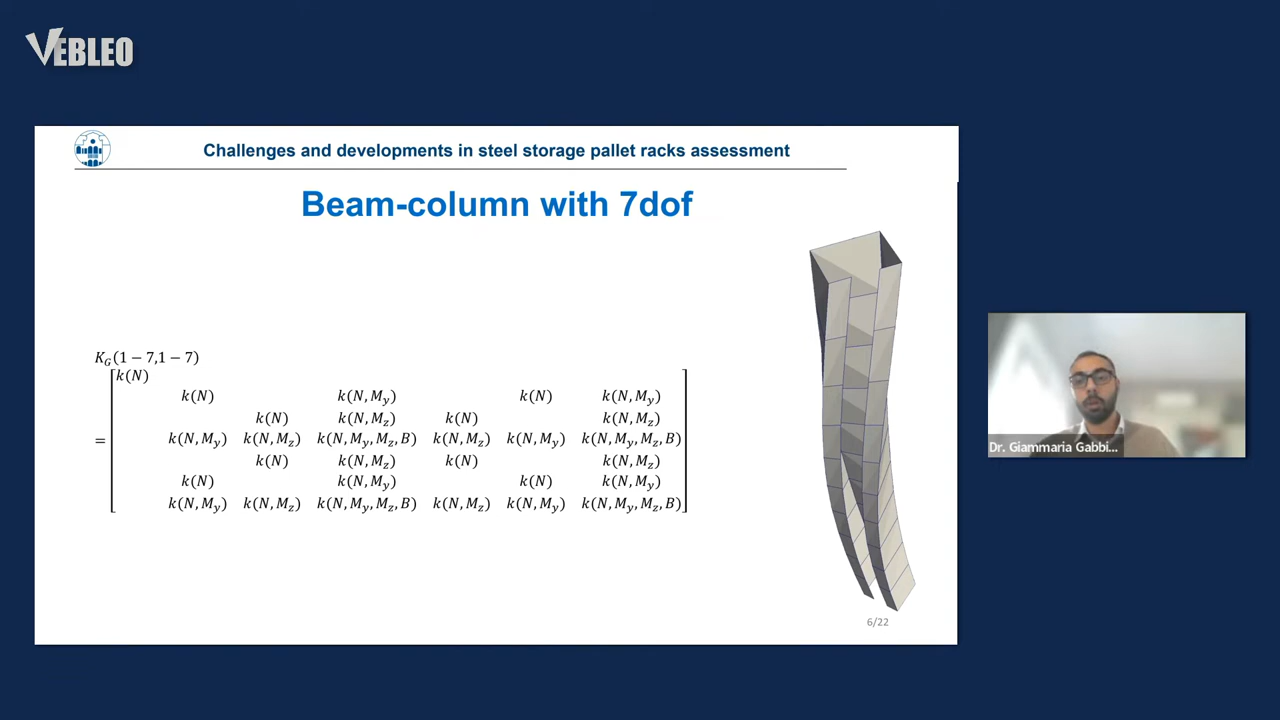 VEBLEO
Challenges and developments in steel storage pallet racks assessment
Beam-column with 7dof
K_G(1 − 7,1 − 7)
k(N)
k(N) k(N, M_y) k(N) k(N, M_y)
k(N) k(N, M_z) k(N) k(N, M_z)
= k(N, M_y) k(N, M_z) k(N, M_y, M_z, B) k(N, M_z) k(N, M_y) k(N, M_y, M_z, B)
k(N) k(N, M_z) k(N) k(N, M_z)
k(N) k(N, M_y) k(N) k(N, M_y)
k(N, M_y) k(N, M_z) k(N, M_y, M_z, B) k(N, M_z) k(N, M_y) k(N, M_y, M_z, B)
Dr. Giammaria Gabbi...
6/22